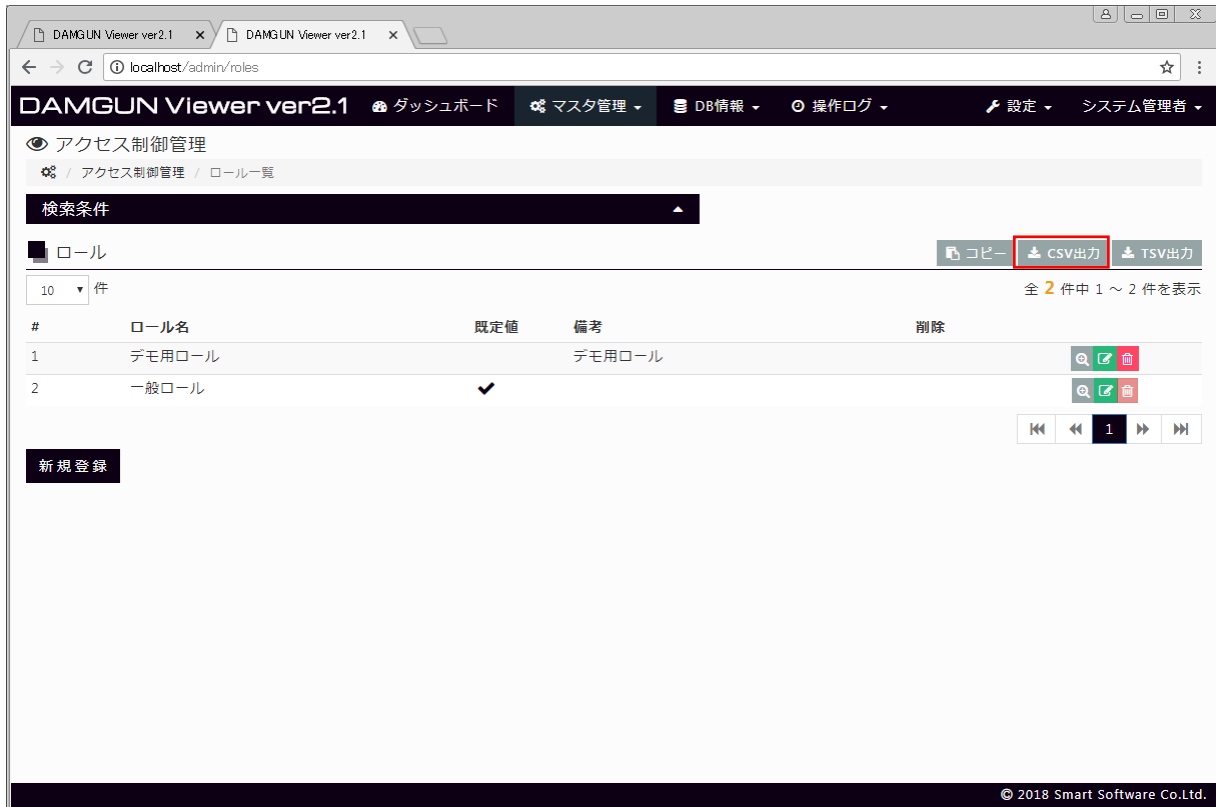 DAMGUN Viewer ver2.1 DAMGUN Viewer ver2.1
localhost/admin/roles
DAMGUN Viewer ver2.1 ダッシュボード マスタ管理 DB情報 操作ログ 設定 システム管理者
アクセス制御管理
/ アクセス制御管理 / ロール一覧
検索条件
ロール コピー CSV出力 TSV出力
10 件 全 2 件中 1 ～ 2 件を表示
# ロール名 既定値 備考 削除
1 デモ用ロール デモ用ロール
2 一般ロール
1
新規登録
© 2018 Smart Software Co.Ltd.